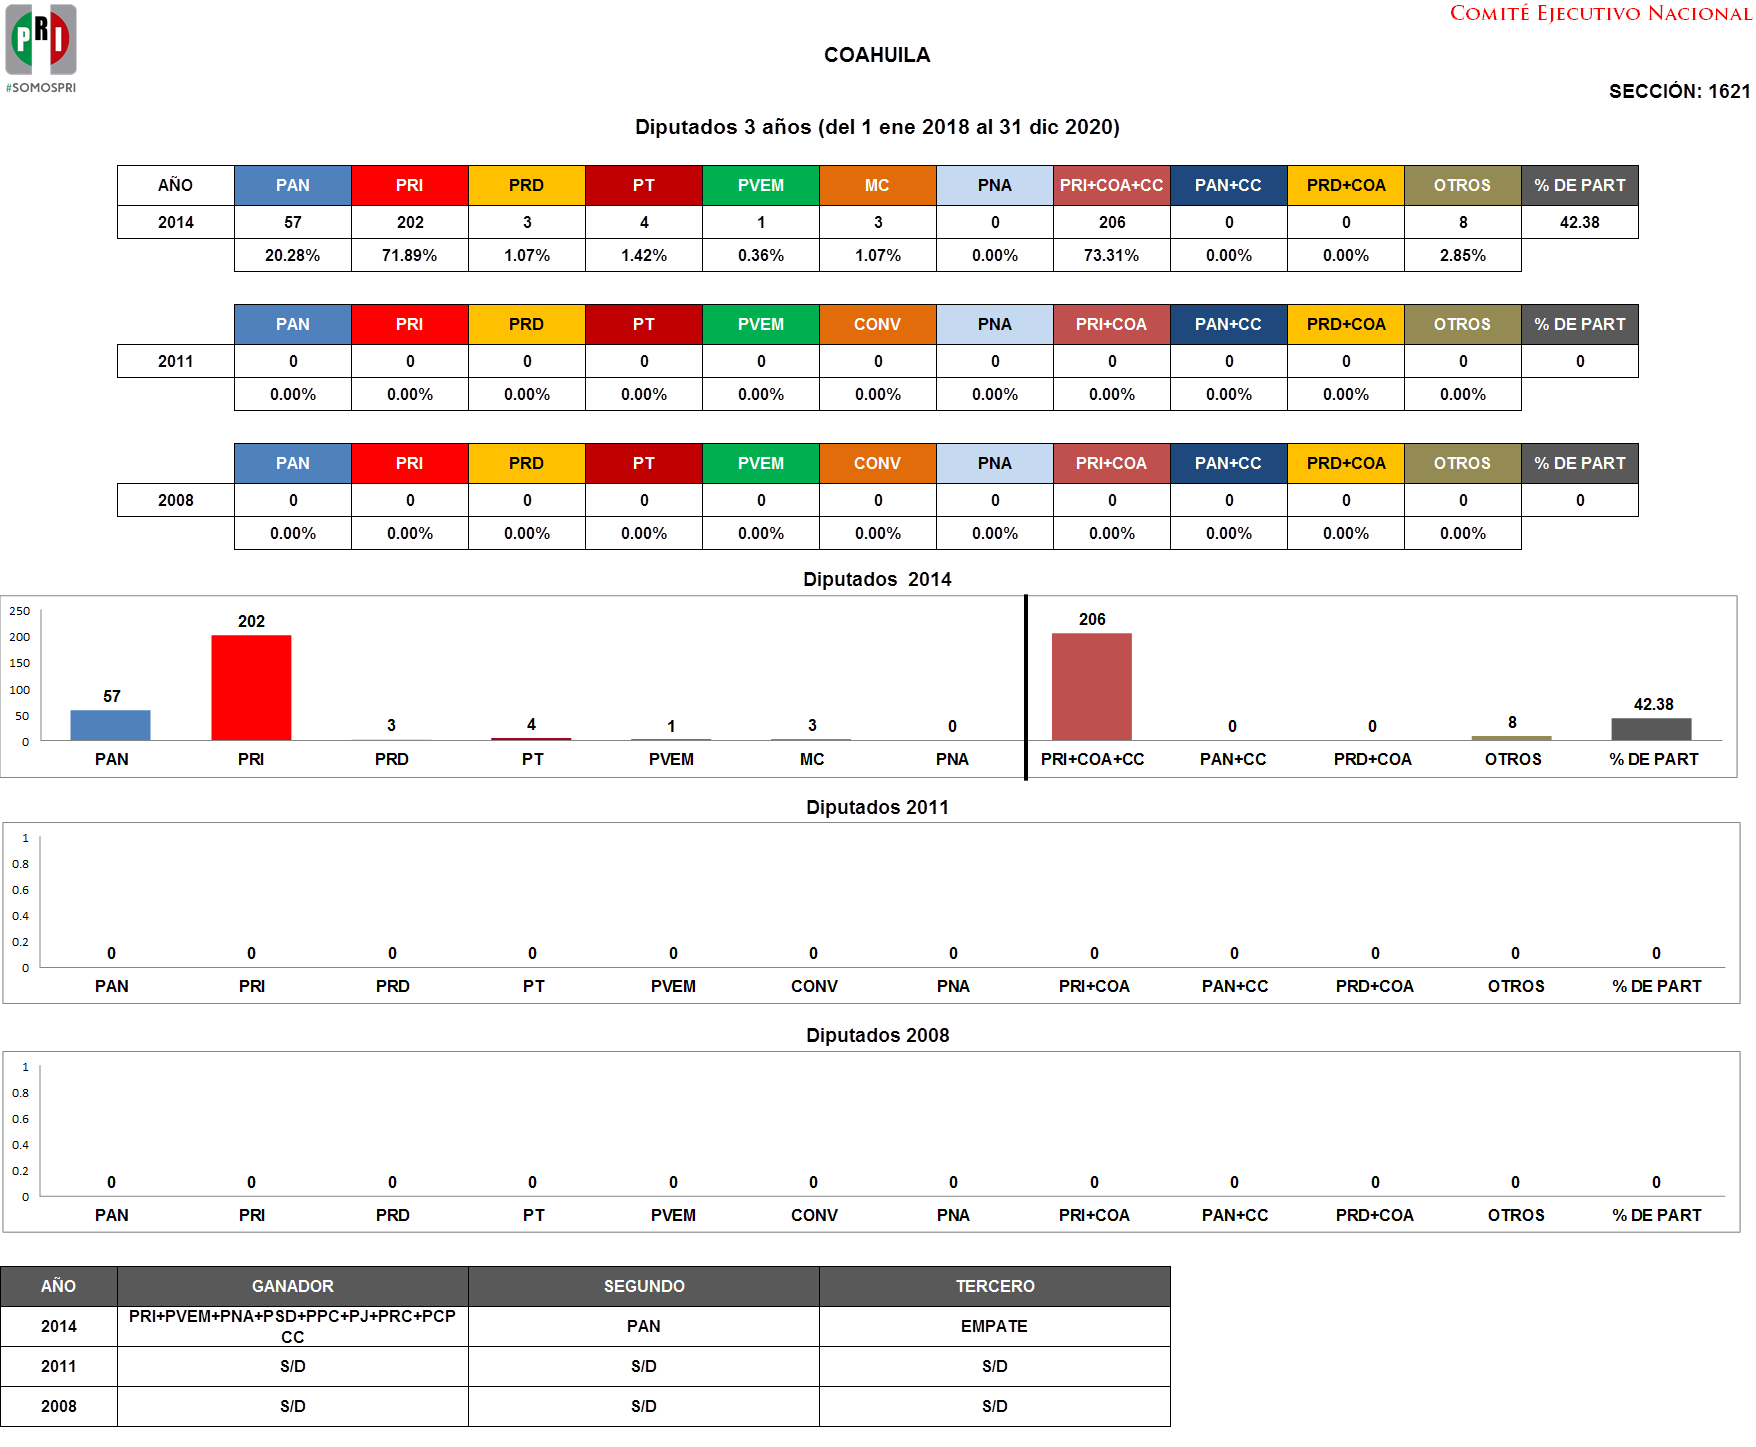 PRI
#SOMOSPRI
COMITÉ EJECUTIVO NACIONAL
COAHUILA
SECCIÓN: 1621
Diputados 3 años (del 1 ene 2018 al 31 dic 2020)
AÑO PAN PRI PRD PT PVEM MC PNA PRI+COA+CC PAN+CC PRD+COA OTROS % DE PART
2014 57 202 3 4 1 3 0 206 0 0 8 42.38
20.28% 71.89% 1.07% 1.42% 0.36% 1.07% 0.00% 73.31% 0.00% 0.00% 2.85%
PAN PRI PRD PT PVEM CONV PNA PRI+COA PAN+CC PRD+COA OTROS % DE PART
2011 0 0 0 0 0 0 0 0 0 0 0 0
0.00% 0.00% 0.00% 0.00% 0.00% 0.00% 0.00% 0.00% 0.00% 0.00% 0.00%
PAN PRI PRD PT PVEM CONV PNA PRI+COA PAN+CC PRD+COA OTROS % DE PART
2008 0 0 0 0 0 0 0 0 0 0 0 0
0.00% 0.00% 0.00% 0.00% 0.00% 0.00% 0.00% 0.00% 0.00% 0.00% 0.00%
Diputados 2014
250
200
150
100
50
0
57 202 3 4 1 3 0 206 0 0 8 42.38
PAN PRI PRD PT PVEM MC PNA PRI+COA+CC PAN+CC PRD+COA OTROS % DE PART
Diputados 2011
1
0.8
0.6
0.4
0.2
0
0 0 0 0 0 0 0 0 0 0 0 0
PAN PRI PRD PT PVEM CONV PNA PRI+COA PAN+CC PRD+COA OTROS % DE PART
Diputados 2008
1
0.8
0.6
0.4
0.2
0
0 0 0 0 0 0 0 0 0 0 0 0
PAN PRI PRD PT PVEM CONV PNA PRI+COA PAN+CC PRD+COA OTROS % DE PART
AÑO GANADOR SEGUNDO TERCERO
2014 PRI+PVEM+PNA+PSD+PPC+PJ+PRC+PCP CC PAN EMPATE
2011 S/D S/D S/D
2008 S/D S/D S/D